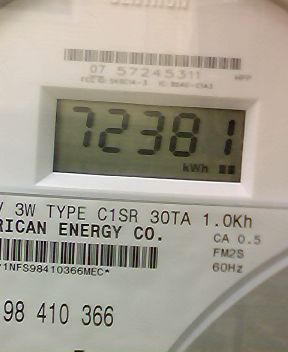 07 57245311
72381
kWh
3W TYPE C1SR 30TA 1.0Kh
RICAN ENERGY CO.
CA 0.5
FM2S
60Hz
1NFS98410366MEC*
98 410 366